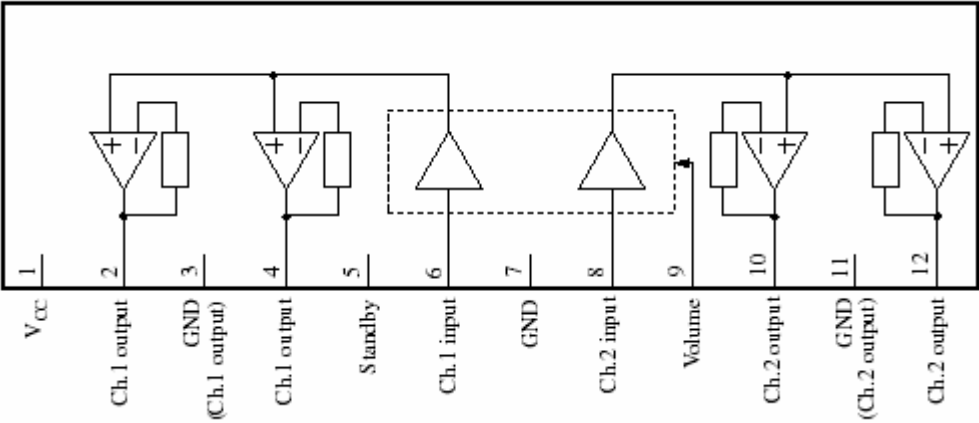 + −
+ −
− +
− +
1
2
3
4
5
6
7
8
9
10
11
12
VCC
Ch.1 output
GND
(Ch.1 output)
Ch.1 output
Standby
Ch.1 input
GND
Ch.2 input
Volume
Ch.2 output
GND
(Ch.2 output)
Ch.2 output